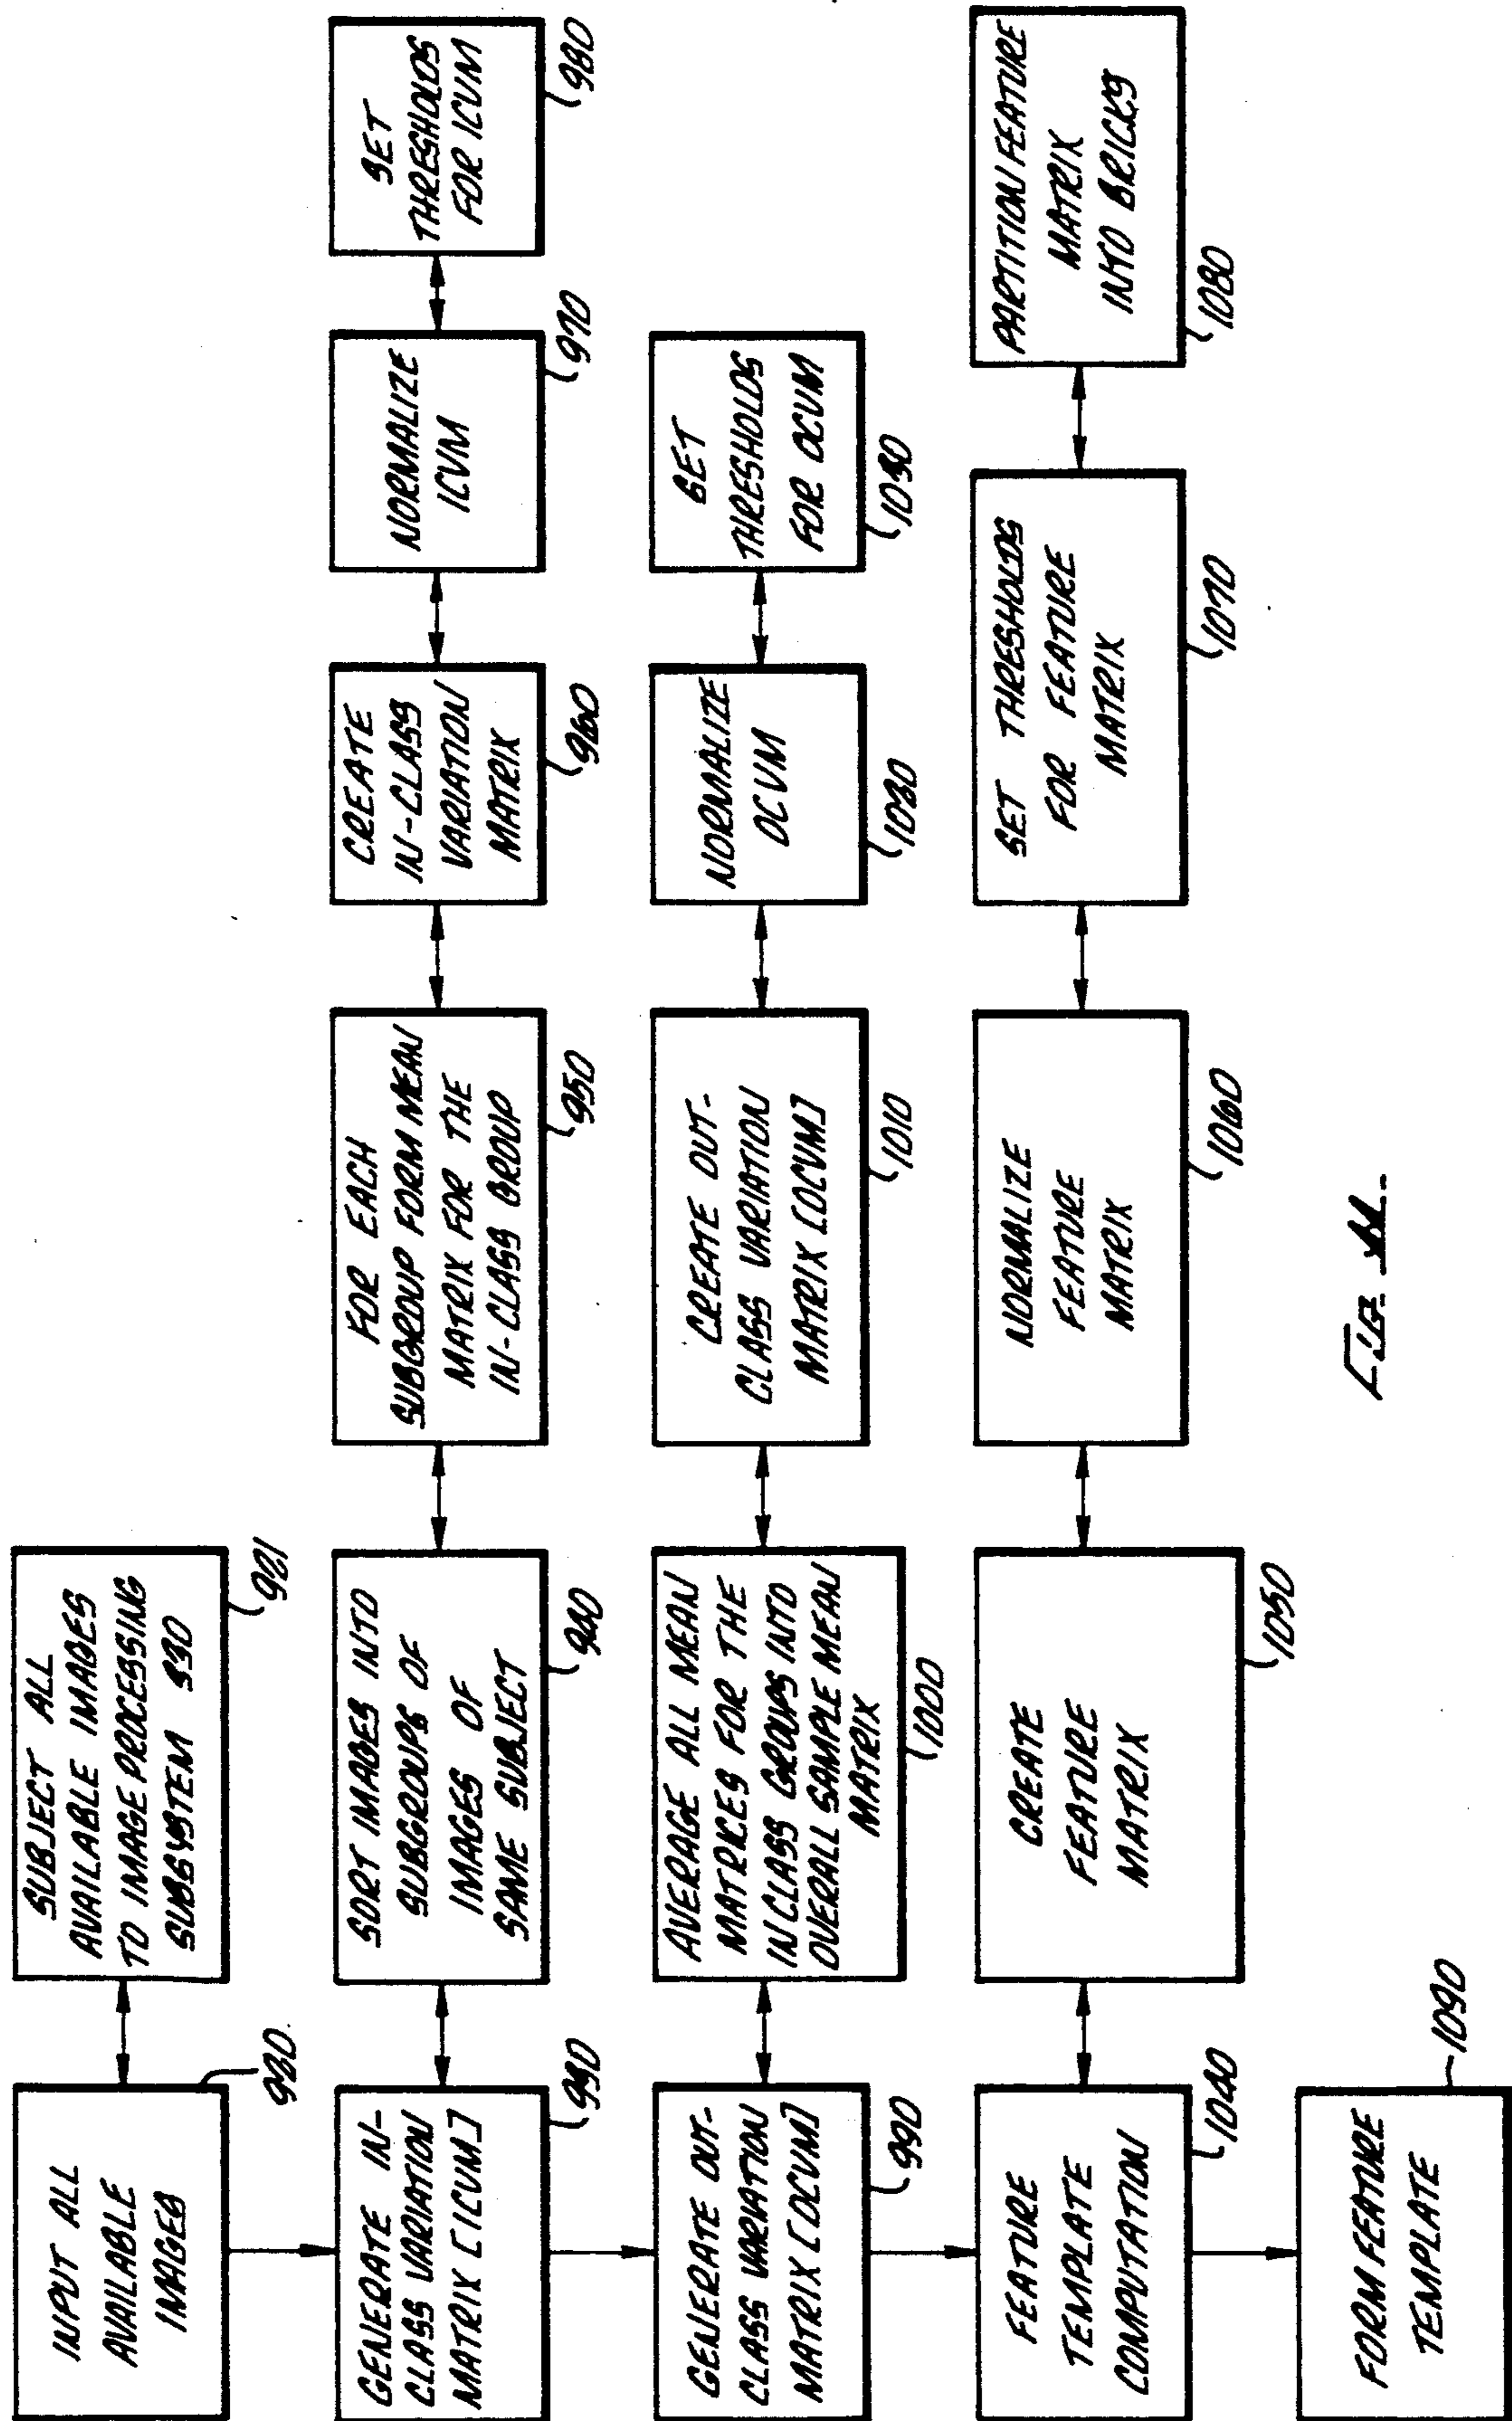 INPUT ALL
AVAILABLE
IMAGES
920
SUBJECT ALL
AVAILABLE IMAGES
TO IMAGE PROCESSING
SUBSYSTEM 330
921
GENERATE IN-
CLASS VARIATION
MATRIX [ICVM]
930
SORT IMAGES INTO
SUBGROUPS OF
IMAGES OF
SAME SUBJECT
940
FOR EACH
SUBGROUP FORM MEAN
MATRIX FOR THE
IN-CLASS GROUP
950
CREATE
IN-CLASS
VARIATION
MATRIX
960
NORMALIZE
ICVM
970
SET
THRESHOLDS
FOR ICVM
980
GENERATE OUT-
CLASS VARIATION
MATRIX [OCVM]
990
AVERAGE ALL MEAN
MATRICES FOR THE
IN CLASS GROUPS INTO
OVERALL SAMPLE MEAN
MATRIX
1000
CREATE OUT-
CLASS VARIATION
MATRIX [OCVM]
1010
NORMALIZE
OCVM
1020
SET
THRESHOLDS
FOR OCVM
1030
FEATURE
TEMPLATE
COMPUTATION
1040
CREATE
FEATURE
MATRIX
1050
NORMALIZE
FEATURE
MATRIX
1060
SET THRESHOLDS
FOR FEATURE
MATRIX
1070
PARTITION FEATURE
MATRIX
INTO BRICKS
1080
FORM FEATURE
TEMPLATE
1090
FIG.